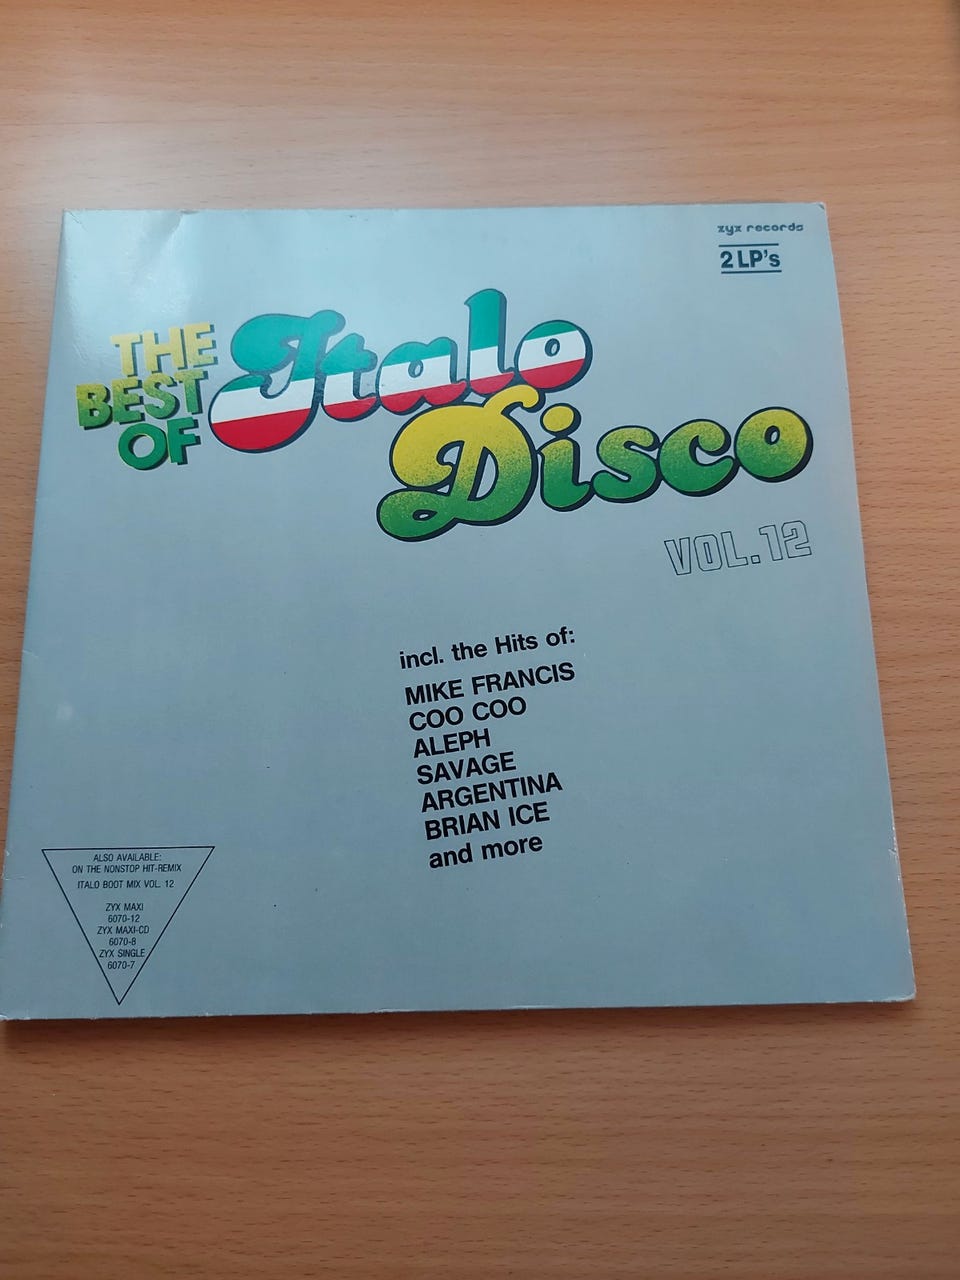 zyx records
2 LP's
THE
BEST
OF
Italo
Disco
VOL.12
incl. the Hits of:
MIKE FRANCIS
COO COO
ALEPH
SAVAGE
ARGENTINA
BRIAN ICE
and more
ALSO AVAILABLE:
ON THE NONSTOP HIT-REMIX
ITALO BOOT MIX VOL. 12
ZYX MAXI
6070-12
ZYX MAXI-CD
6070-8
ZYX SINGLE
6070-7